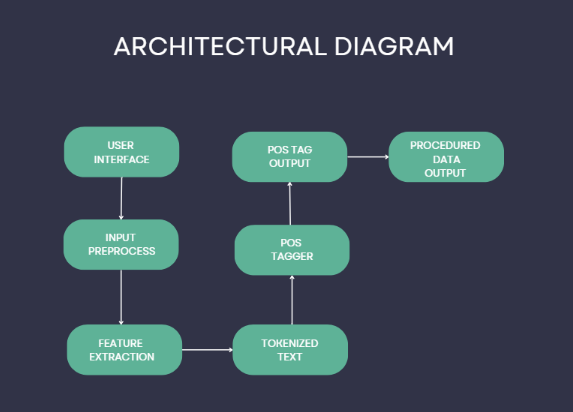 ARCHITECTURAL DIAGRAM
USER
INTERFACE
INPUT
PREPROCESS
FEATURE
EXTRACTION
TOKENIZED
TEXT
POS
TAGGER
POS TAG
OUTPUT
PROCEDURED
DATA
OUTPUT